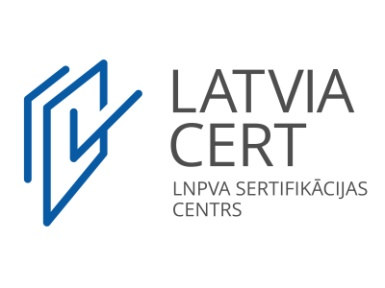 LATVIA
CERT
LNPVA SERTIFIKĀCIJAS
CENTRS